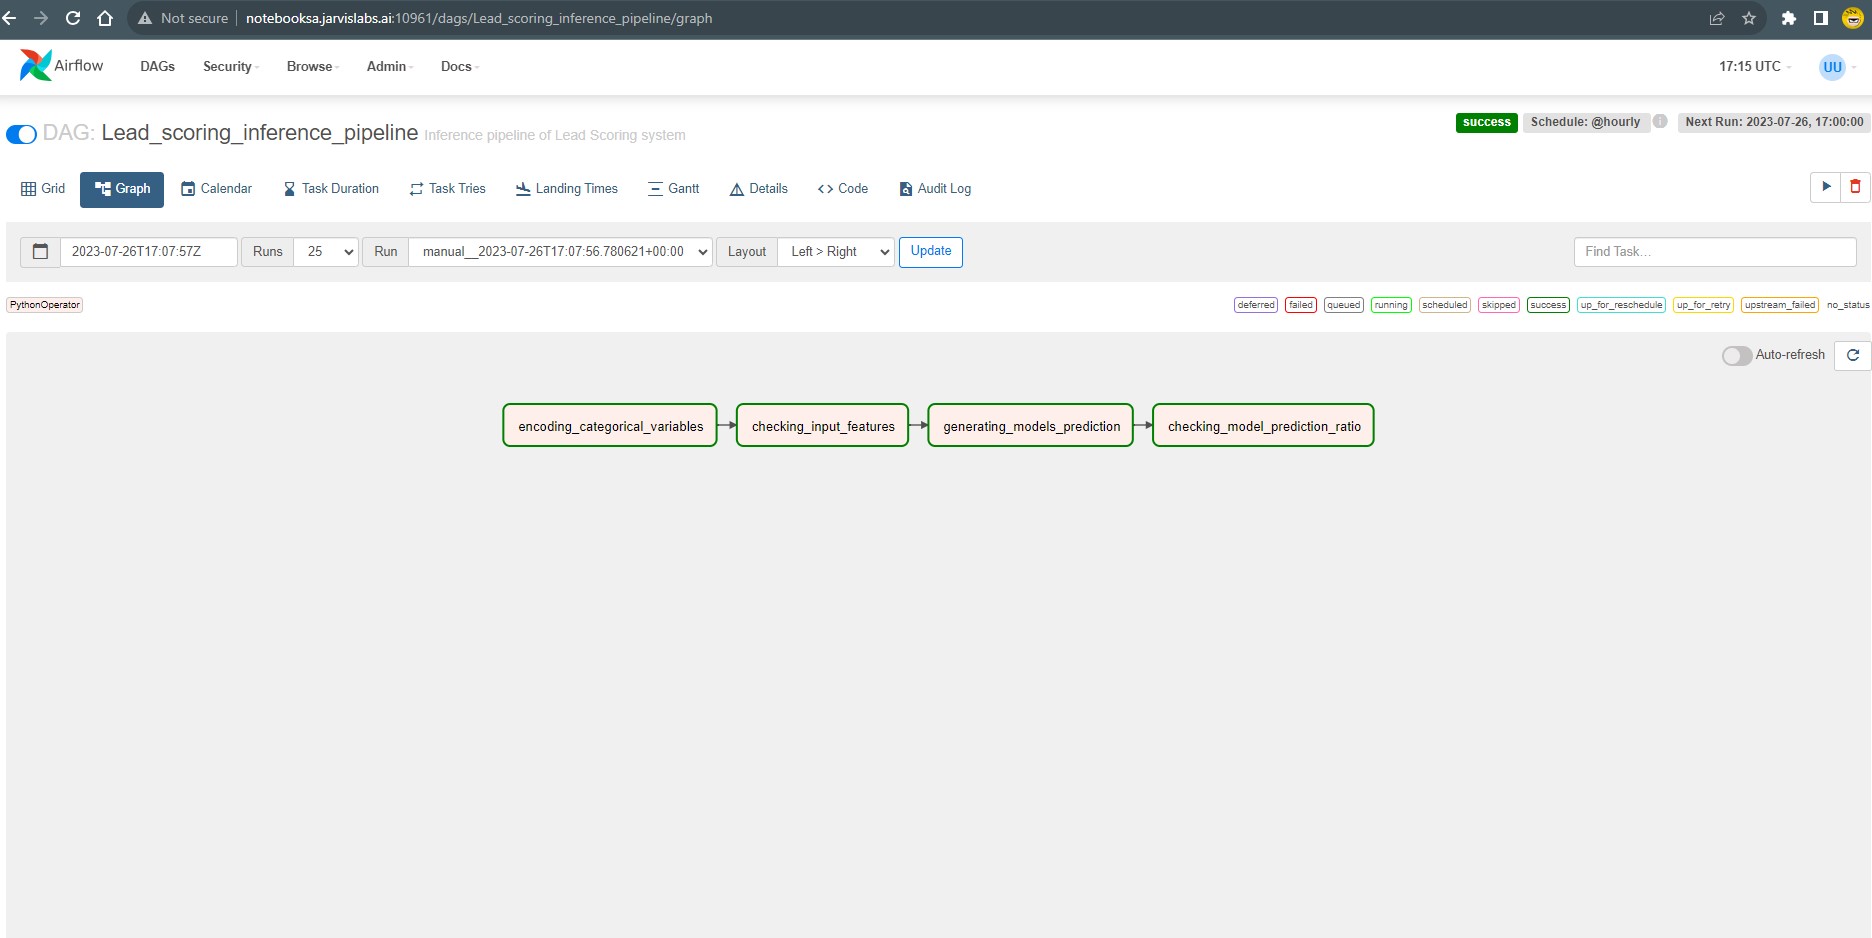 Not secure notebooksa.jarvislabs.ai:10961/dags/Lead_scoring_inference_pipeline/graph
Airflow DAGs Security Browse Admin Docs 17:15 UTC UU
DAG: Lead_scoring_inference_pipeline Inference pipeline of Lead Scoring system success Schedule: @hourly i Next Run: 2023-07-26, 17:00:00
Grid Graph Calendar Task Duration Task Tries Landing Times Gantt Details Code Audit Log
2023-07-26T17:07:57Z Runs 25 Run manual__2023-07-26T17:07:56.780621+00:00 Layout Left > Right Update Find Task…
PythonOperator deferred failed queued running scheduled skipped success up_for_reschedule up_for_retry upstream_failed no_status
Auto-refresh
encoding_categorical_variables checking_input_features generating_models_prediction checking_model_prediction_ratio